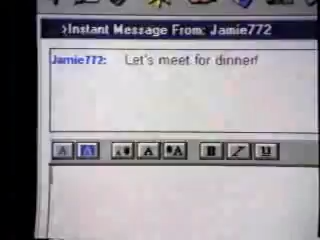 >Instant Message From: Jamie772
Jamie772: Let's meet for dinner!
A A A A A B I U